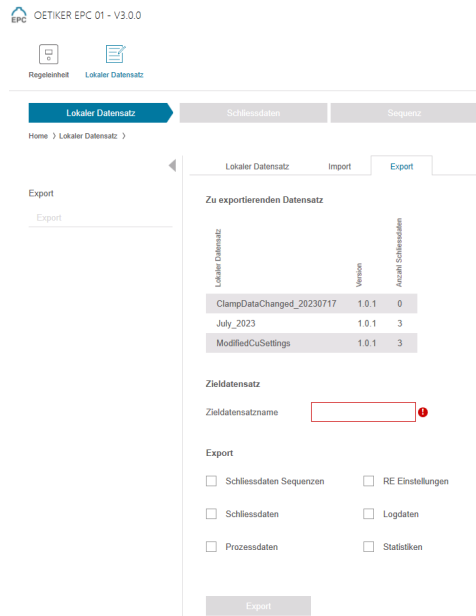 EPC OETIKER EPC 01 - V3.0.0
Regeleinheit Lokaler Datensatz
Lokaler Datensatz Schliessdaten Sequenz
Home > Lokaler Datensatz >
Lokaler Datensatz Import Export
Export
Export
Zu exportierenden Datensatz
Lokaler Datensatz Version Anzahl Schliessdaten
ClampDataChanged_20230717 1.0.1 0
July_2023 1.0.1 3
ModifiedCuSettings 1.0.1 3
Zieldatensatz
Zieldatensatzname
Export
Schliessdaten Sequenzen RE Einstellungen
Schliessdaten Logdaten
Prozessdaten Statistiken
Export